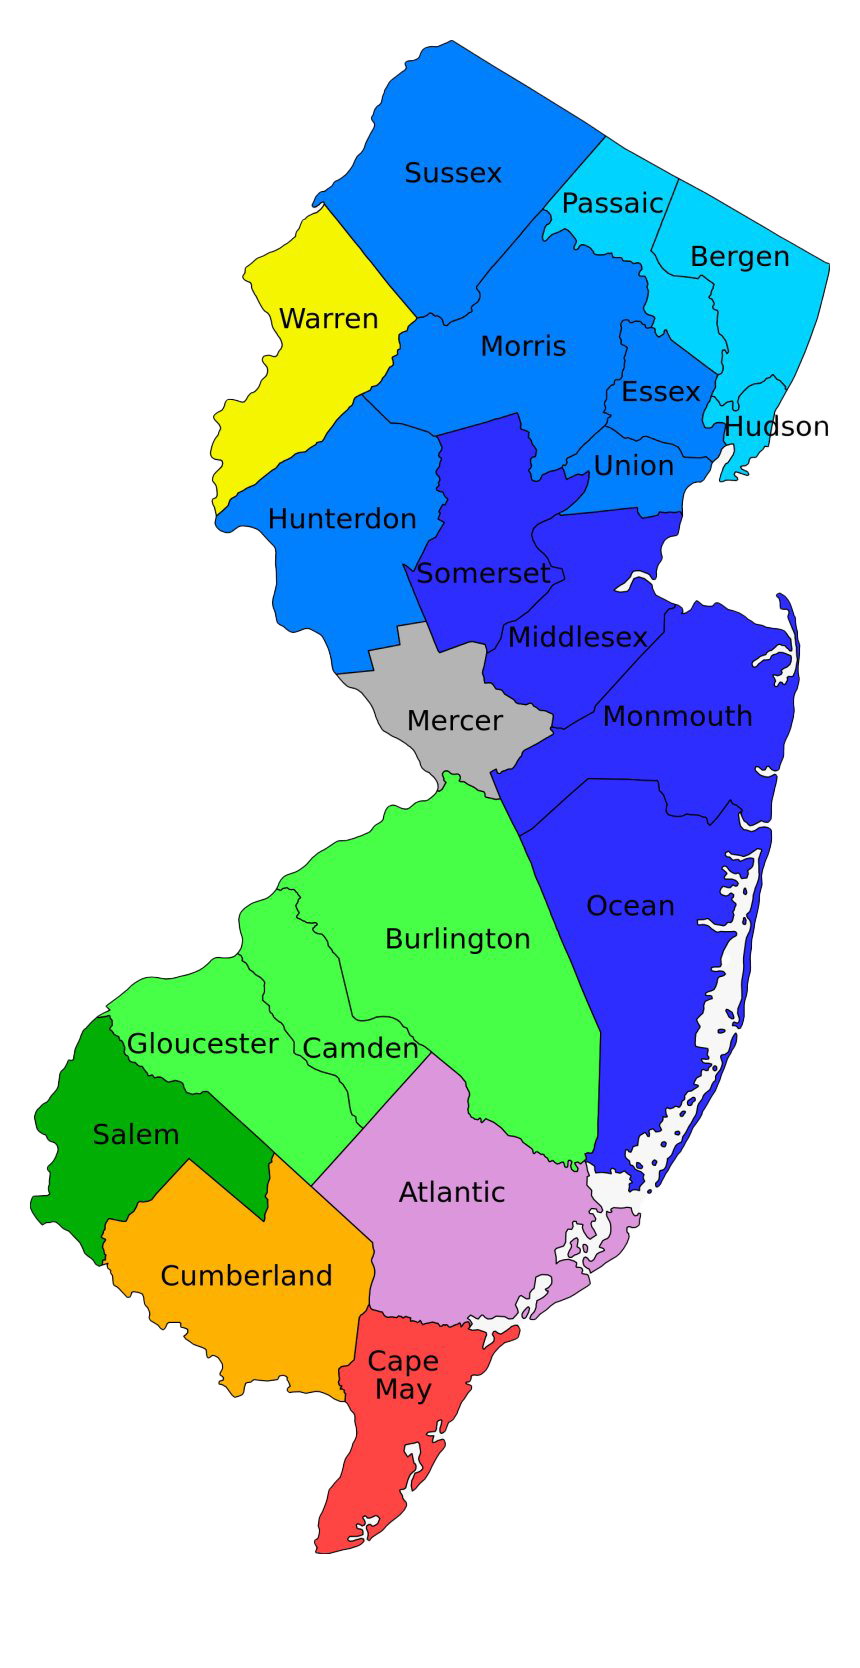 Sussex
Passaic
Bergen
Warren
Morris
Essex
Hudson
Union
Hunterdon
Somerset
Middlesex
Monmouth
Mercer
Ocean
Burlington
Gloucester
Camden
Salem
Atlantic
Cumberland
Cape
May